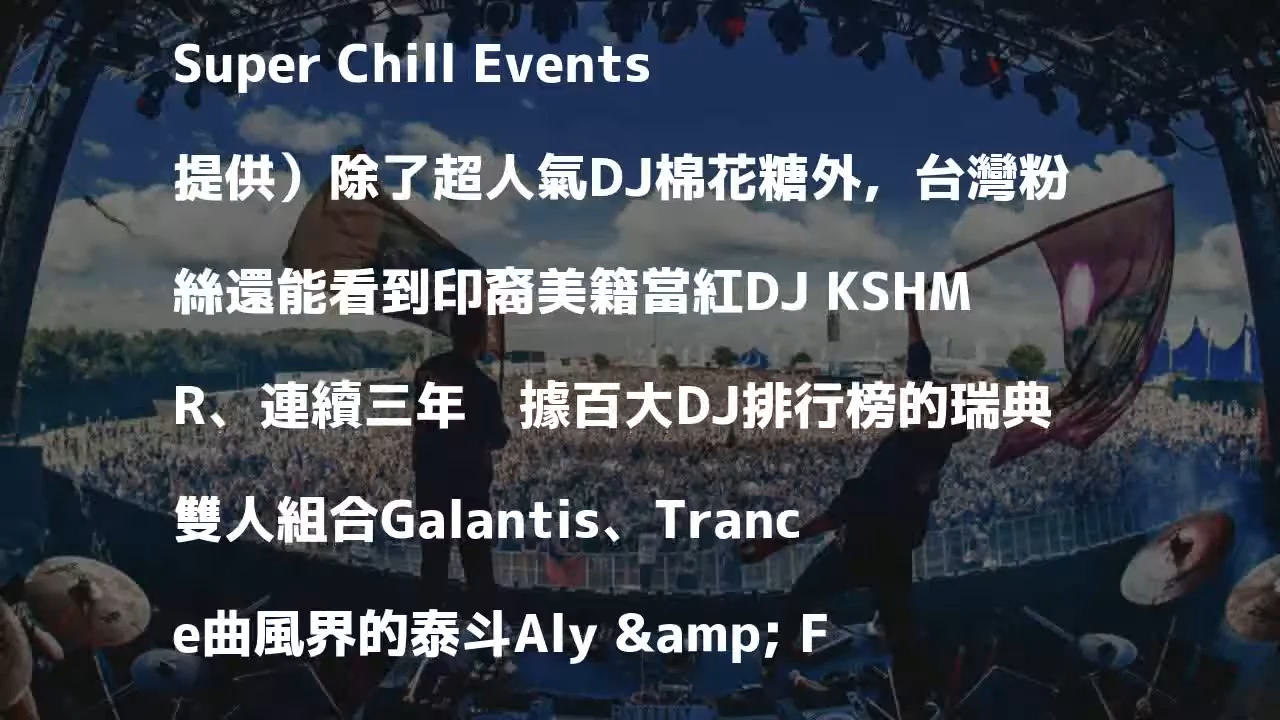 Super Chill Events
提供）除了超人氣DJ棉花糖外，台灣粉
絲還能看到印裔美籍當紅DJ KSHM
R、連續三年　據百大DJ排行榜的瑞典
雙人組合Galantis、Tranc
e曲風界的泰斗Aly &amp; F